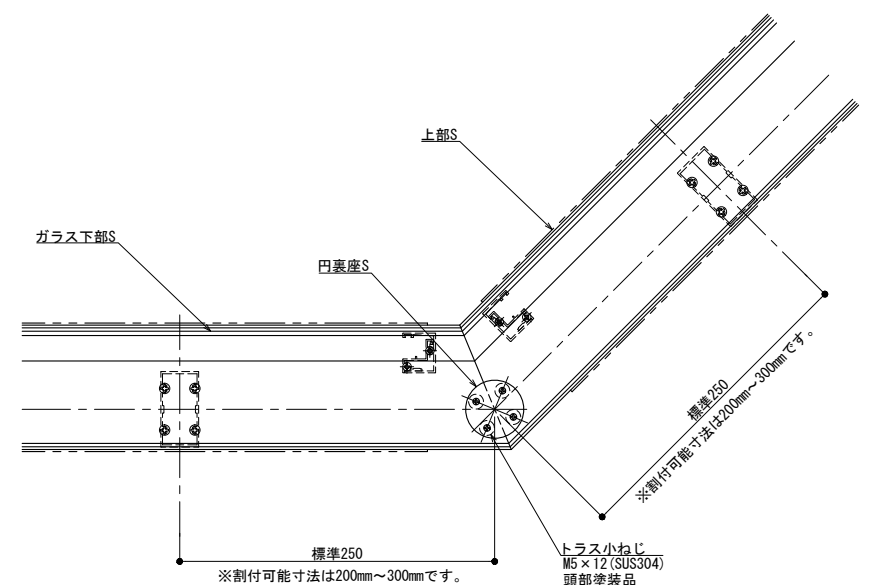 上部S
ガラス下部S
円裏座S
標準250
※割付可能寸法は200mm～300mmです。
標準250
※割付可能寸法は200mm～300mmです。
トラス小ねじ
M5×12(SUS304)
頭部塗装品